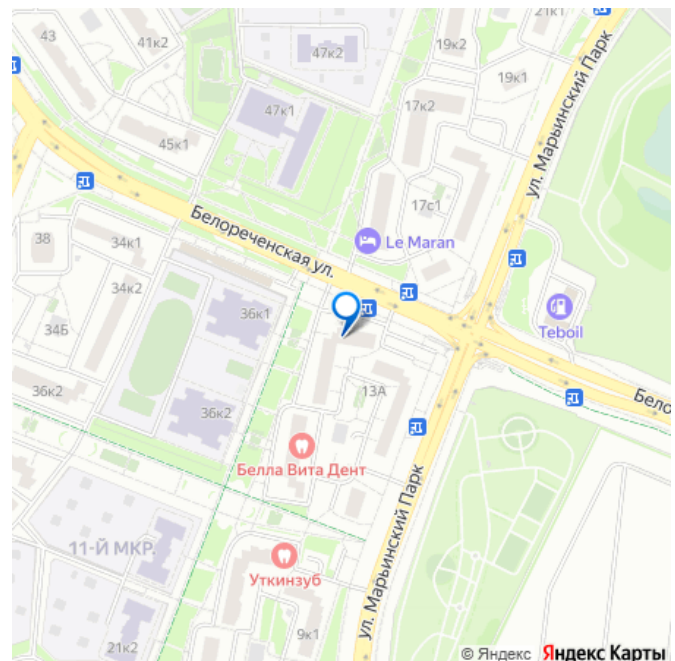 21к1
43
41к2
19к2
47к2
19к1
ул. Марьинский Парк
17к2
47к1
45к1
17с1
Белореченская ул.
38
34к1
Le Maran
34к2
36к1
Teboil
34Б
36к2
13А
Бело
36к2
Белла Вита Дент
ул. Марьинский Парк
11-Й МКР.
Уткинзуб
21к2
9к1
© Яндекс Яндекс Карты